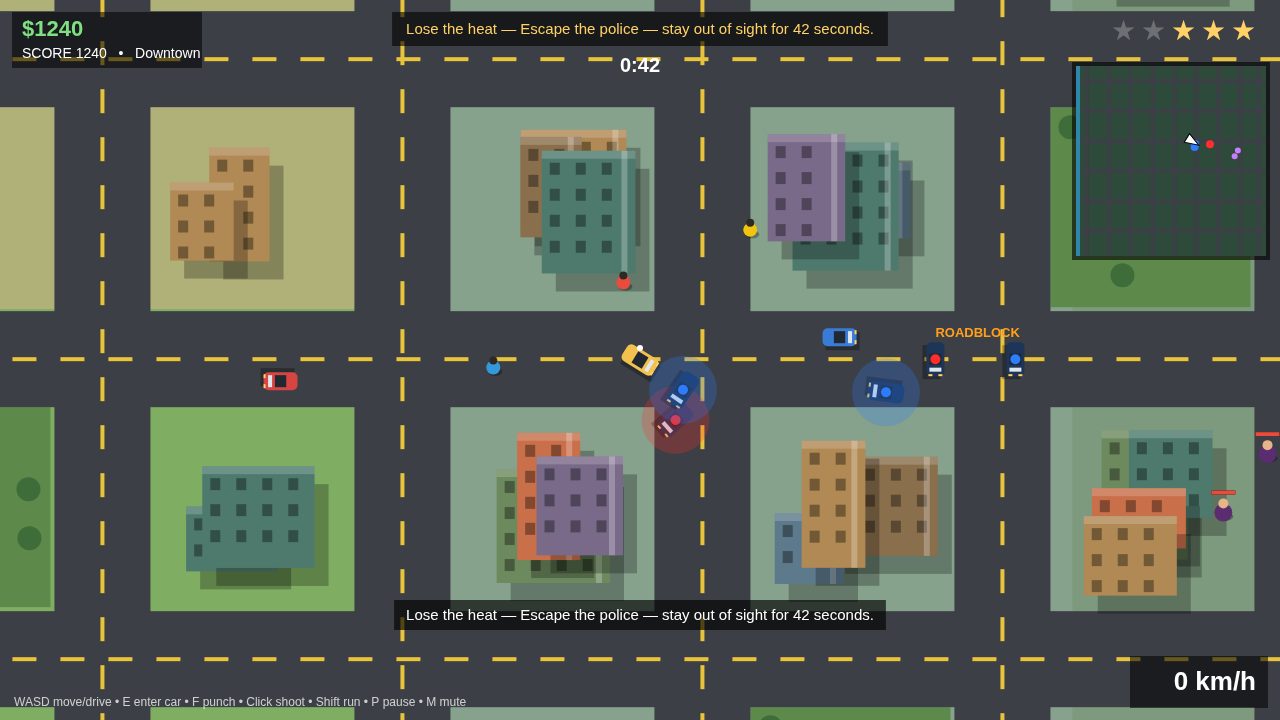 $1240
SCORE 1240 • Downtown
Lose the heat — Escape the police — stay out of sight for 42 seconds.
0:42
ROADBLOCK
Lose the heat — Escape the police — stay out of sight for 42 seconds.
WASD move/drive • E enter car • F punch • Click shoot • Shift run • P pause • M mute
0 km/h